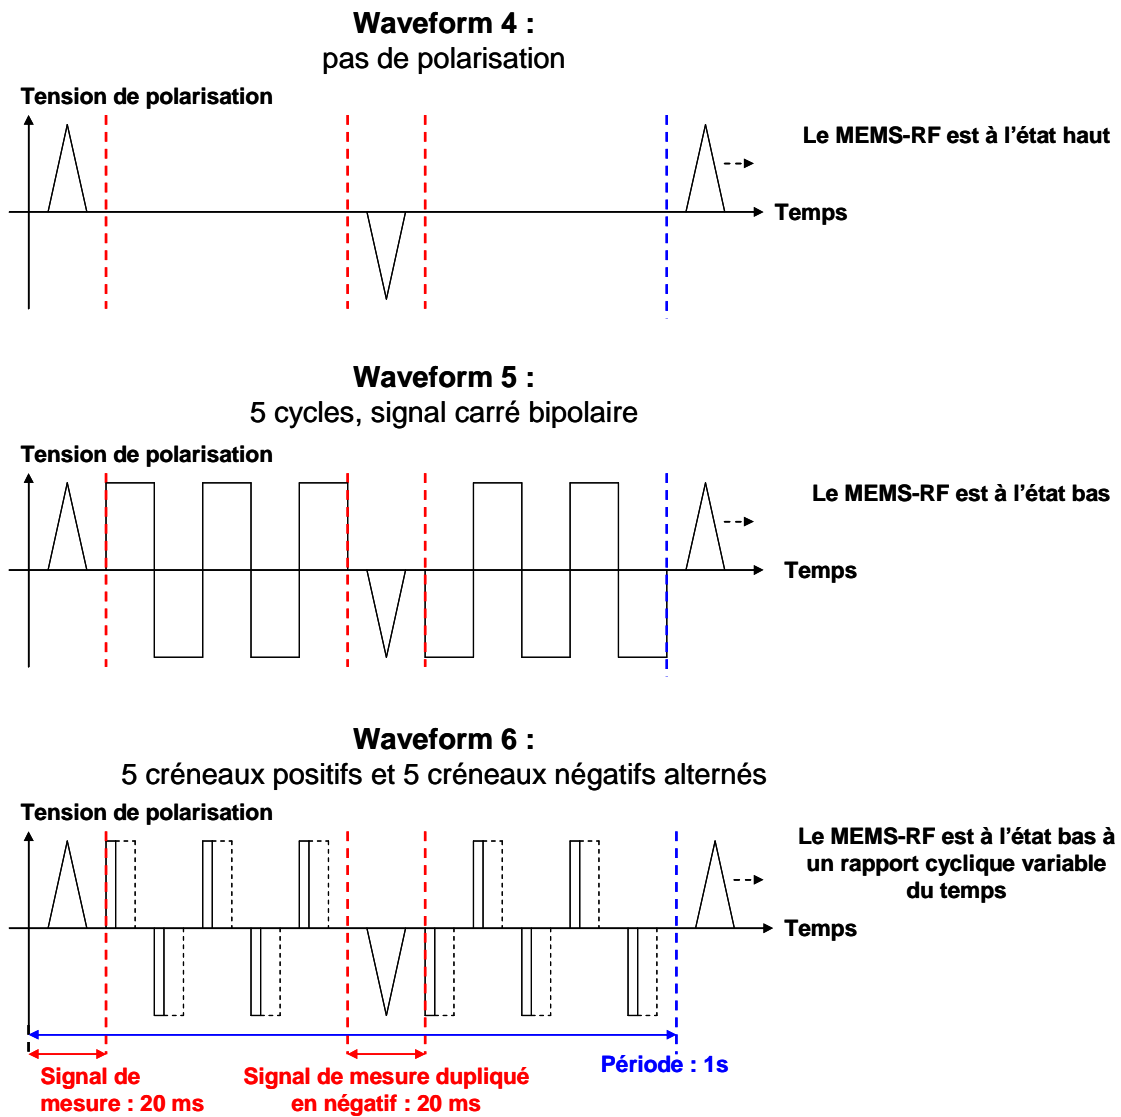 Waveform 4 :
pas de polarisation
Tension de polarisation
Le MEMS-RF est à l’état haut
Temps
Waveform 5 :
5 cycles, signal carré bipolaire
Tension de polarisation
Le MEMS-RF est à l’état bas
Temps
Waveform 6 :
5 créneaux positifs et 5 créneaux négatifs alternés
Tension de polarisation
Le MEMS-RF est à l’état bas à
un rapport cyclique variable
du temps
Temps
Période : 1s
Signal de
mesure : 20 ms
Signal de mesure dupliqué
en négatif : 20 ms